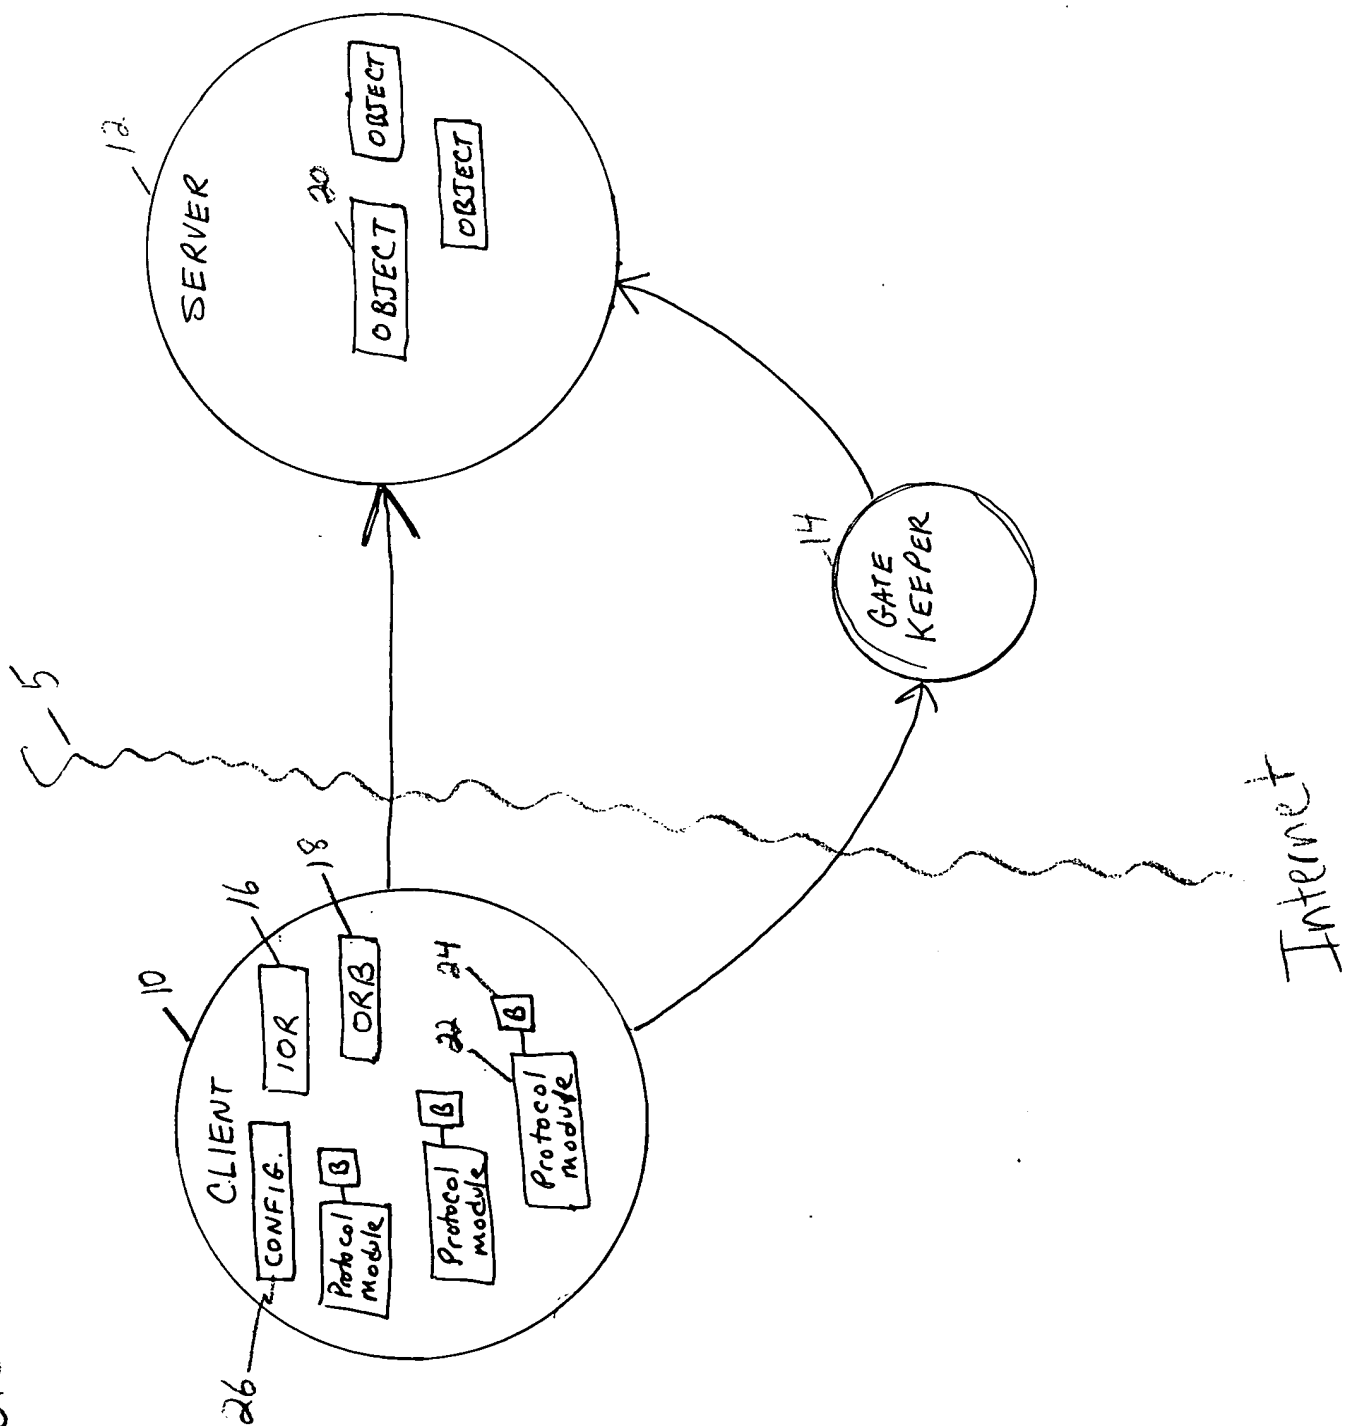 26
CLIENT
10
CONFIG.
IOR
16
ORB
18
Protocol
module
B
Protocol
module
B
22
24
Protocol
module
B
5
Internet
GATE
KEEPER
14
SERVER
12
OBJECT
20
OBJECT
OBJECT